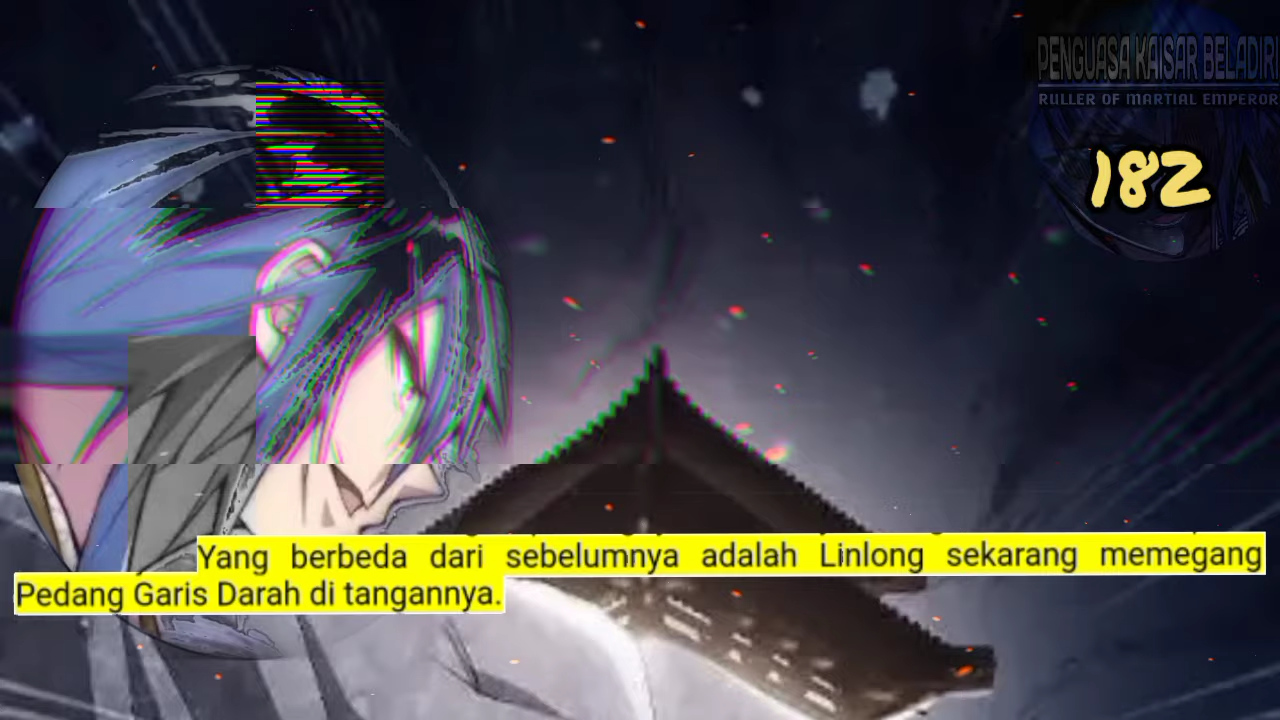 PENGUASA KAISAR BELADIRI
RULLER OF MARTIAL EMPEROR
182
Yang berbeda dari sebelumnya adalah Linlong sekarang memegang
Pedang Garis Darah di tangannya.